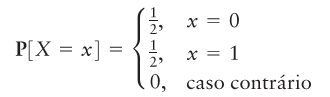 1/2, x = 0
P[X = x] = { 1/2, x = 1
0, caso contrário